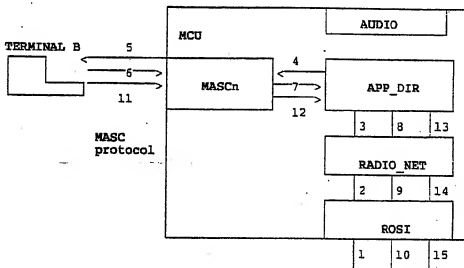 AUDIO
MCU
TERMINAL B
5
4
6
MASCn
7
APP_DIR
11
12
3 8 13
MASC
protocol
RADIO_NET
2 9 14
ROSI
1 10 15